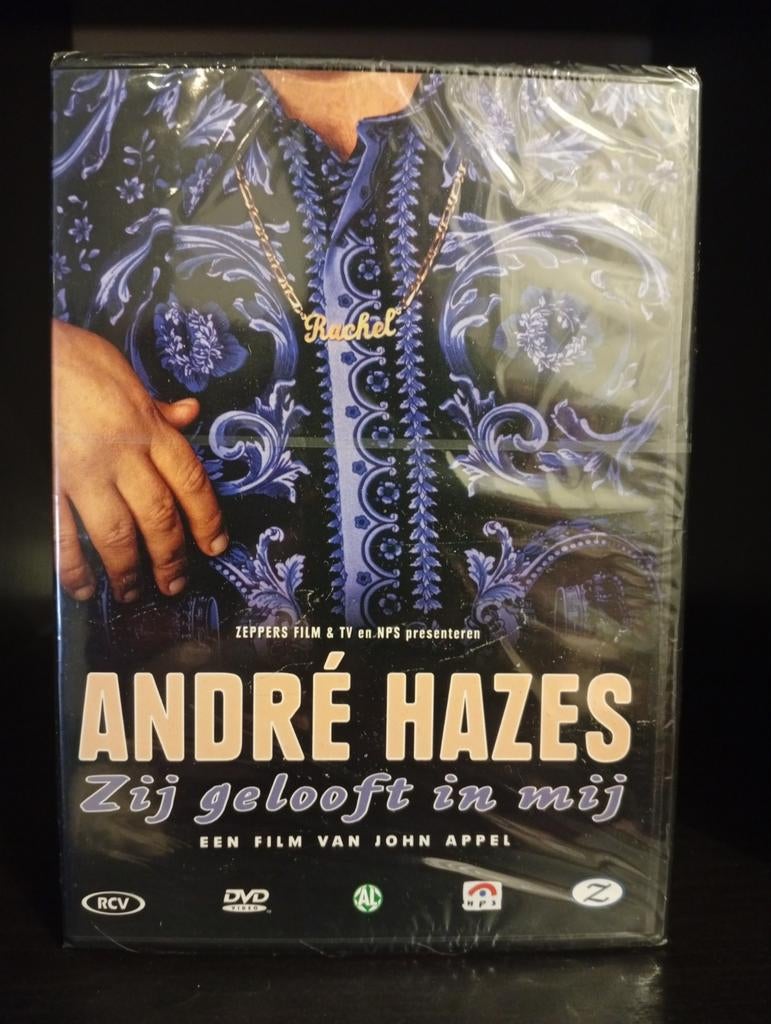 Rachel
ZEPPERS FILM & TV en NPS presenteren
ANDRÉ HAZES
Zij gelooft in mij
EEN FILM VAN JOHN APPEL
RCV DVD VIDEO AL NPS Z